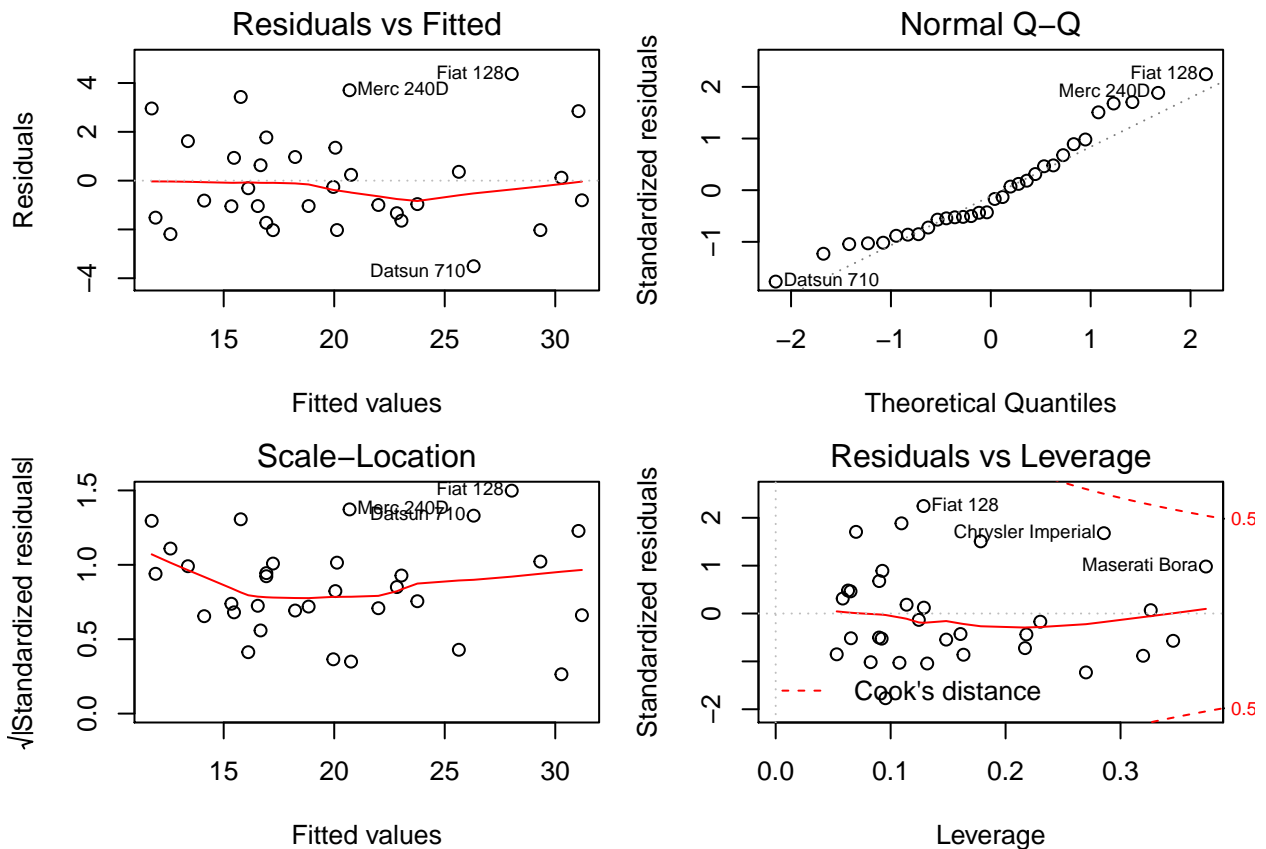 Residuals vs Fitted
Residuals
4
2
0
−4
15
20
25
30
Fitted values
Fiat 128
Merc 240D
Datsun 710
Normal Q−Q
Standardized residuals
2
1
0
−1
−2
−1
0
1
2
Theoretical Quantiles
Fiat 128
Merc 240D
Datsun 710
Scale−Location
√|Standardized residuals|
1.5
1.0
0.5
0.0
15
20
25
30
Fitted values
Fiat 128
Merc 240D
Datsun 710
Residuals vs Leverage
Standardized residuals
2
1
0
−2
0.0
0.1
0.2
0.3
Leverage
Fiat 128
Chrysler Imperial
Maserati Bora
Cook's distance
0.5
0.5